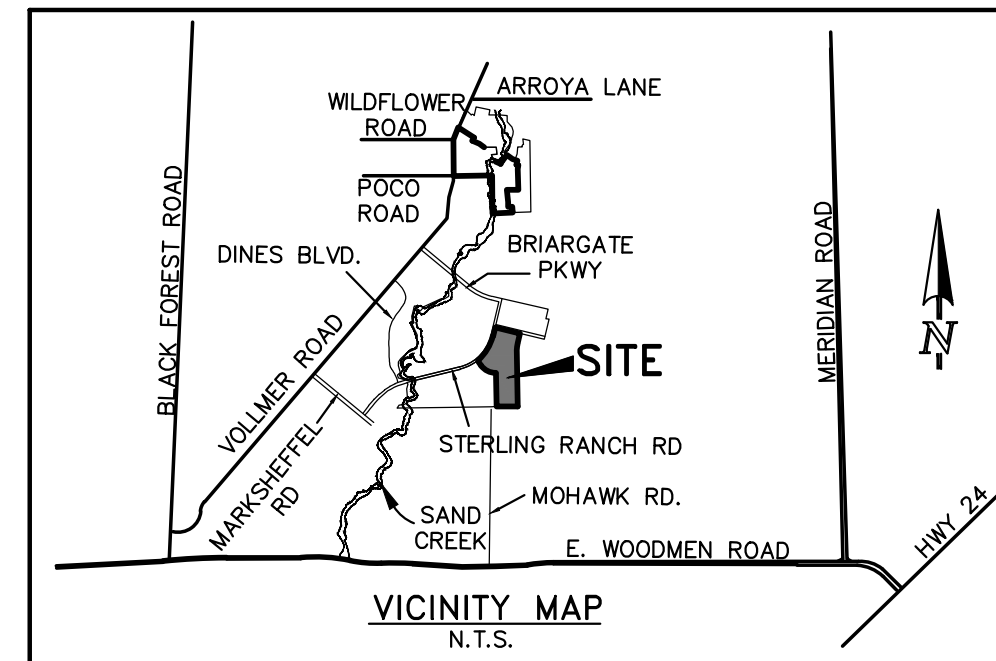 ARROYA LANE
WILDFLOWER
ROAD
POCO
ROAD
BLACK FOREST ROAD
DINES BLVD.
BRIARGATE
PKWY
MERIDIAN ROAD
N
VOLLMER ROAD
SITE
MARKSHEFFEL
RD
STERLING RANCH RD
MOHAWK RD.
SAND
CREEK
E. WOODMEN ROAD
HWY 24
VICINITY MAP
N.T.S.